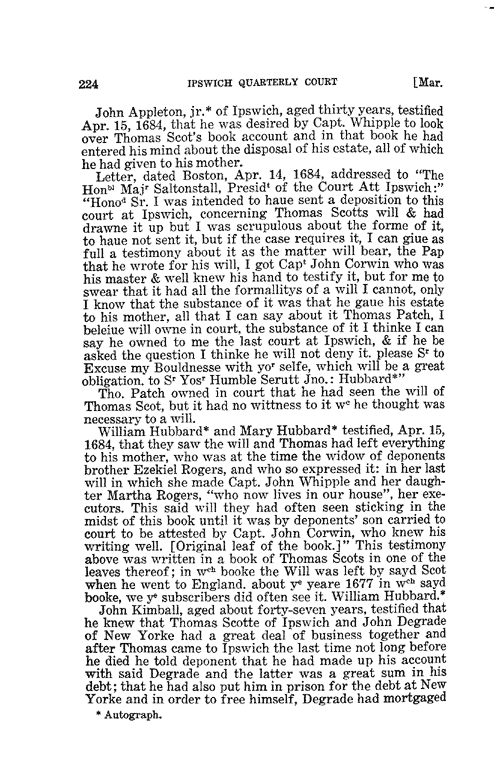 224 IPSWICH QUARTERLY COURT [Mar.
John Appleton, jr.* of Ipswich, aged thirty years, testified
Apr. 15, 1684, that he was desired by Capt. Whipple to look
over Thomas Scot's book account and in that book he had
entered his mind about the disposal of his estate, all of which
he had given to his mother.
Letter, dated Boston, Apr. 14, 1684, addressed to "The
Honbl Majr Saltonstall, Presidt of the Court Att Ipswich:"
"Honod Sr. I was intended to haue sent a deposition to this
court at Ipswich, concerning Thomas Scotts will & had
drawne it up but I was scrupulous about the forme of it,
to haue not sent it, but if the case requires it, I can giue as
full a testimony about it as the matter will bear, the Pap
that he wrote for his will, I got Capt John Corwin who was
his master & well knew his hand to testify it, but for me to
swear that it had all the formallitys of a will I cannot, only
I know that the substance of it was that he gaue his estate
to his mother, all that I can say about it Thomas Patch, I
beleiue will owne in court, the substance of it I thinke I can
say he owned to me the last court at Ipswich, & if he be
asked the question I thinke he will not deny it. please Sr to
Excuse my Bouldnesse with yor selfe, which will be a great
obligation. to Sr Yosr Humble Serutt Jno.: Hubbard*"
Tho. Patch owned in court that he had seen the will of
Thomas Scot, but it had no wittness to it wc he thought was
necessary to a will.
William Hubbard* and Mary Hubbard* testified, Apr. 15,
1684, that they saw the will and Thomas had left everything
to his mother, who was at the time the widow of deponents
brother Ezekiel Rogers, and who so expressed it: in her last
will in which she made Capt. John Whipple and her daugh-
ter Martha Rogers, "who now lives in our house", her exe-
cutors. This said will they had often seen sticking in the
midst of this book until it was by deponents' son carried to
court to be attested by Capt. John Corwin, who knew his
writing well. [Original leaf of the book.]" This testimony
above was written in a book of Thomas Scots in one of the
leaves thereof; in wch booke the Will was left by sayd Scot
when he went to England. about ye yeare 1677 in wch sayd
booke, we ye subscribers did often see it. William Hubbard.*
John Kimball, aged about forty-seven years, testified that
he knew that Thomas Scotte of Ipswich and John Degrade
of New Yorke had a great deal of business together and
after Thomas came to Ipswich the last time not long before
he died he told deponent that he had made up his account
with said Degrade and the latter was a great sum in his
debt; that he had also put him in prison for the debt at New
Yorke and in order to free himself, Degrade had mortgaged
* Autograph.